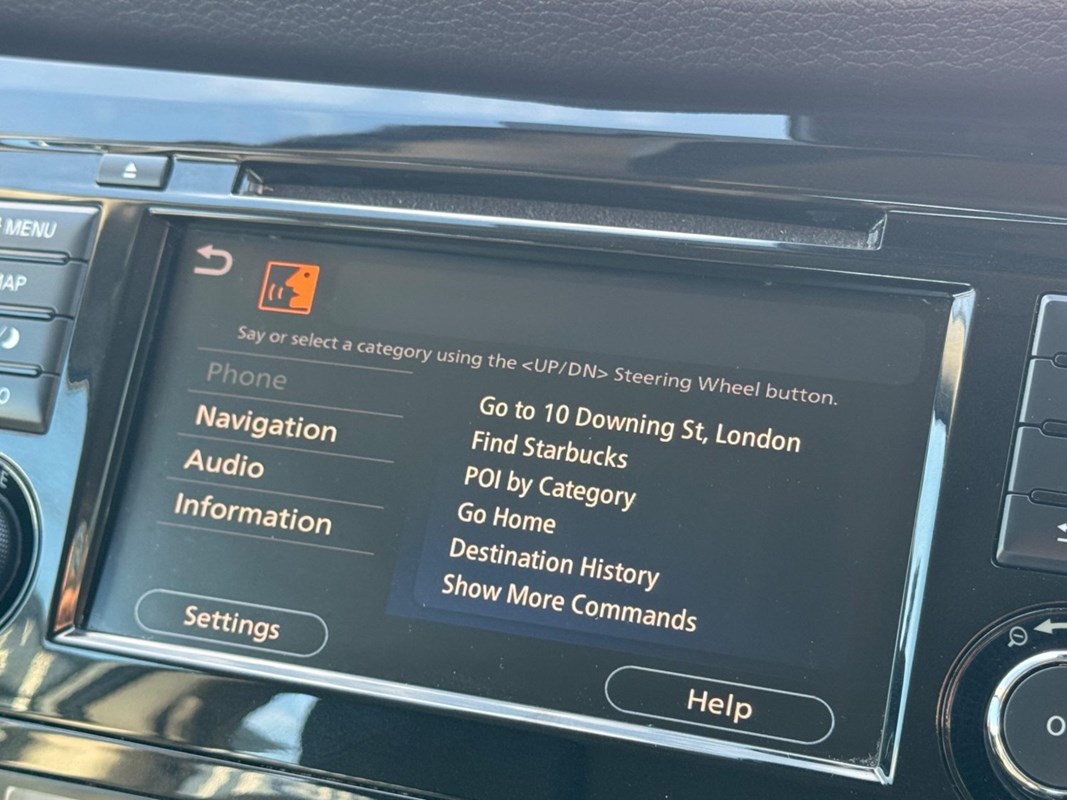 MENU
Say or select a category using the <UP/DN> Steering Wheel button.
Phone
Navigation
Audio
Information
Go to 10 Downing St, London
Find Starbucks
POI by Category
Go Home
Destination History
Show More Commands
Settings
Help